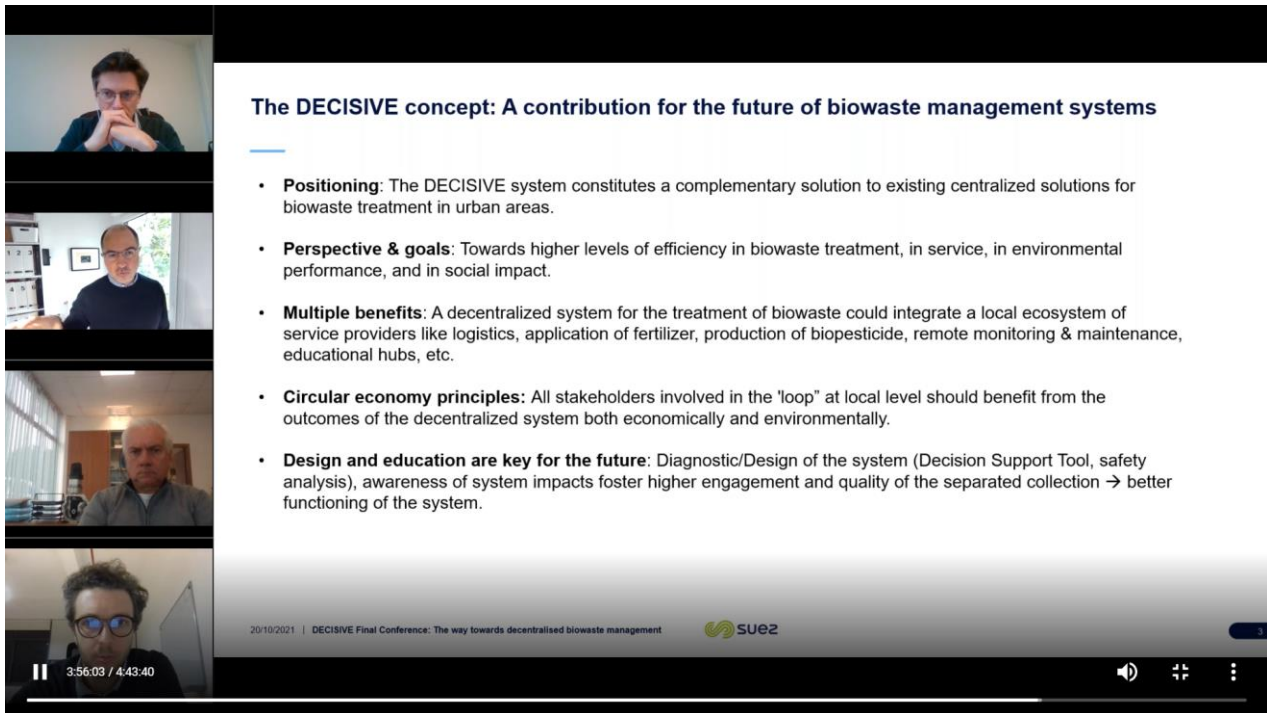 The DECISIVE concept: A contribution for the future of biowaste management systems
• Positioning: The DECISIVE system constitutes a complementary solution to existing centralized solutions for
biowaste treatment in urban areas.
• Perspective & goals: Towards higher levels of efficiency in biowaste treatment, in service, in environmental
performance, and in social impact.
• Multiple benefits: A decentralized system for the treatment of biowaste could integrate a local ecosystem of
service providers like logistics, application of fertilizer, production of biopesticide, remote monitoring & maintenance,
educational hubs, etc.
• Circular economy principles: All stakeholders involved in the 'loop” at local level should benefit from the
outcomes of the decentralized system both economically and environmentally.
• Design and education are key for the future: Diagnostic/Design of the system (Decision Support Tool, safety
analysis), awareness of system impacts foster higher engagement and quality of the separated collection → better
functioning of the system.
20/10/2021 | DECISIVE Final Conference: The way towards decentralised biowaste management
suez
3
3:56:03 / 4:43:40